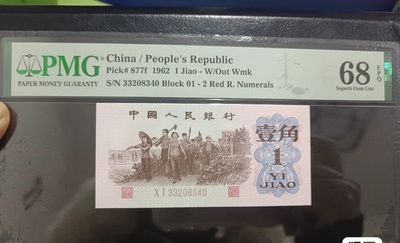 PMG
PAPER MONEY GUARANTY
China / People's Republic
Pick# 877f 1962 1 Jiao - W/Out Wmk
S/N 33208340 Block 01 - 2 Red R. Numerals
68
EPQ
Superb Gem Unc
中國人民銀行
壹角
1
YI
JIAO
X I 33208340